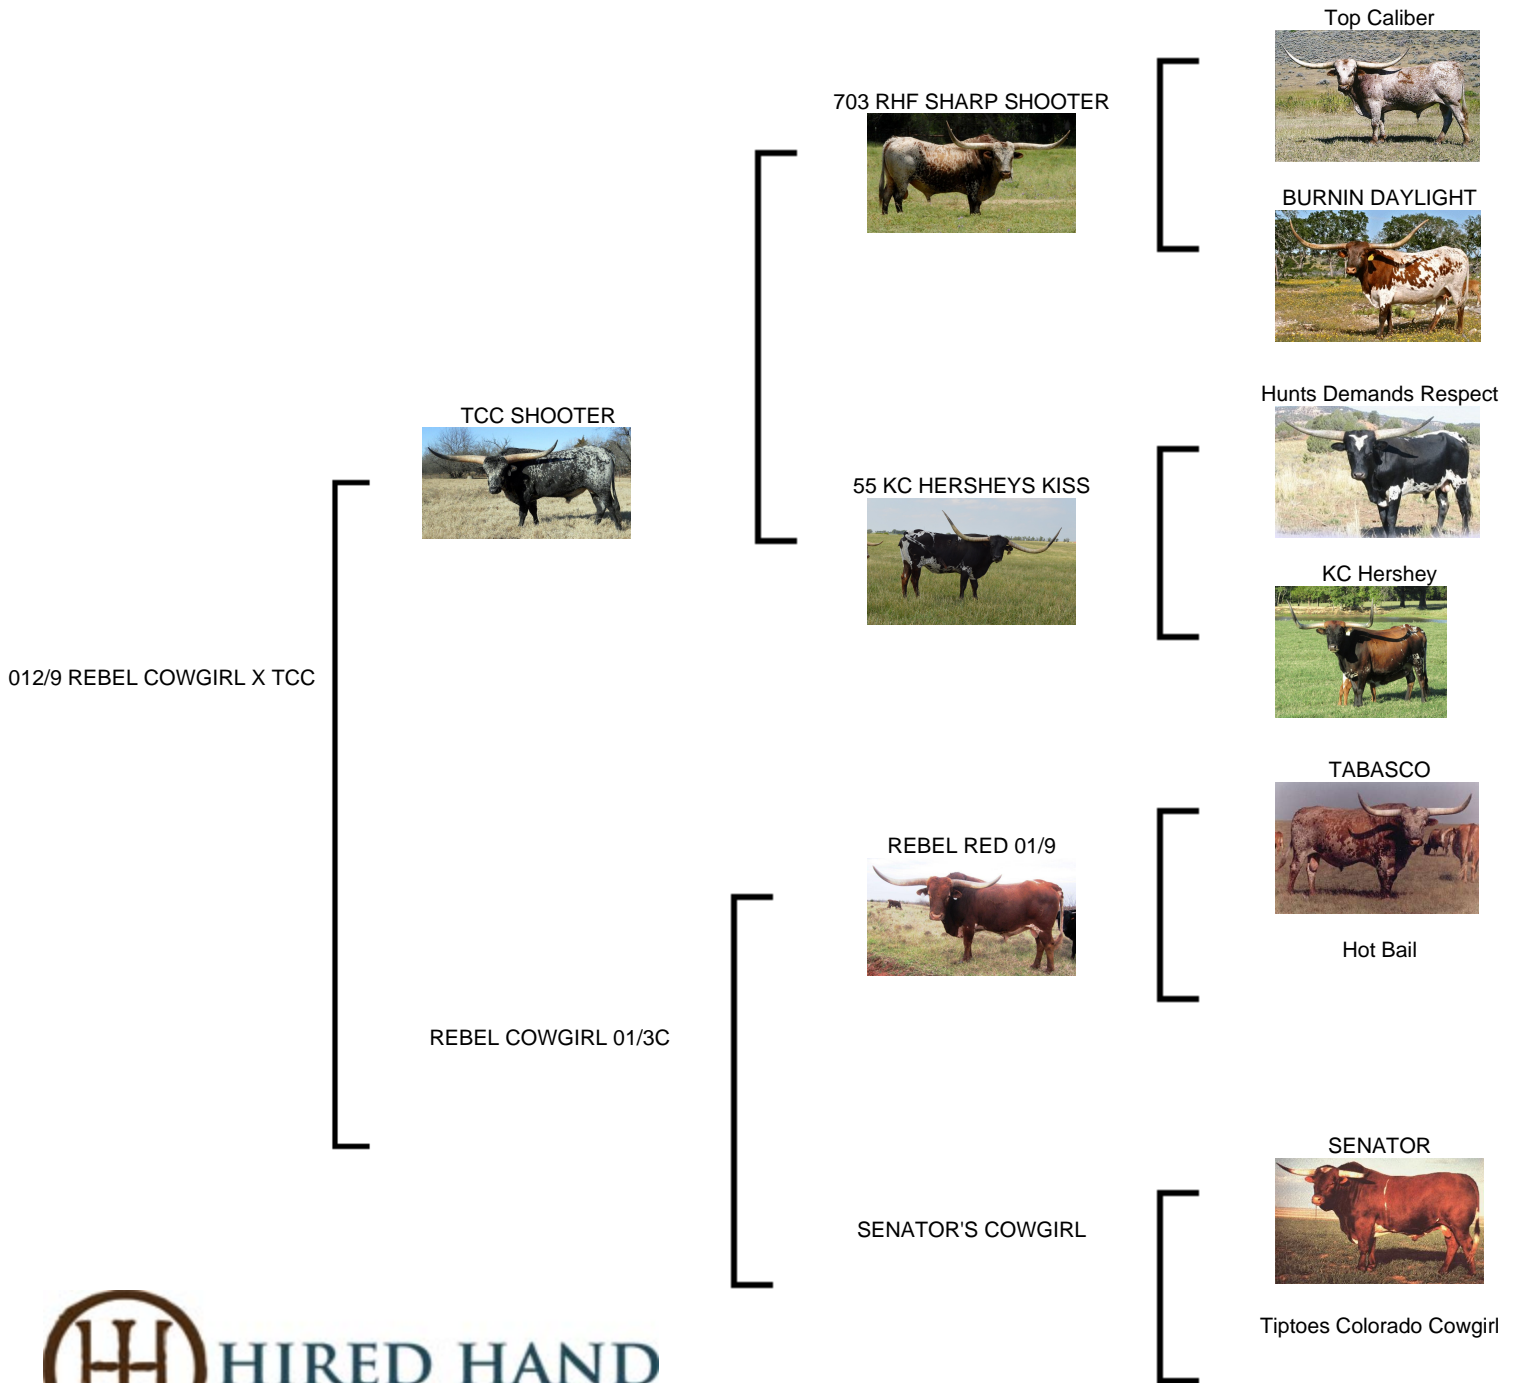 Top Caliber
703 RHF SHARP SHOOTER
BURNIN DAYLIGHT
Hunts Demands Respect
TCC SHOOTER
55 KC HERSHEYS KISS
KC Hershey
012/9 REBEL COWGIRL X TCC
TABASCO
REBEL RED 01/9
Hot Bail
REBEL COWGIRL 01/3C
SENATOR
SENATOR'S COWGIRL
Tiptoes Colorado Cowgirl
HIRED HAND